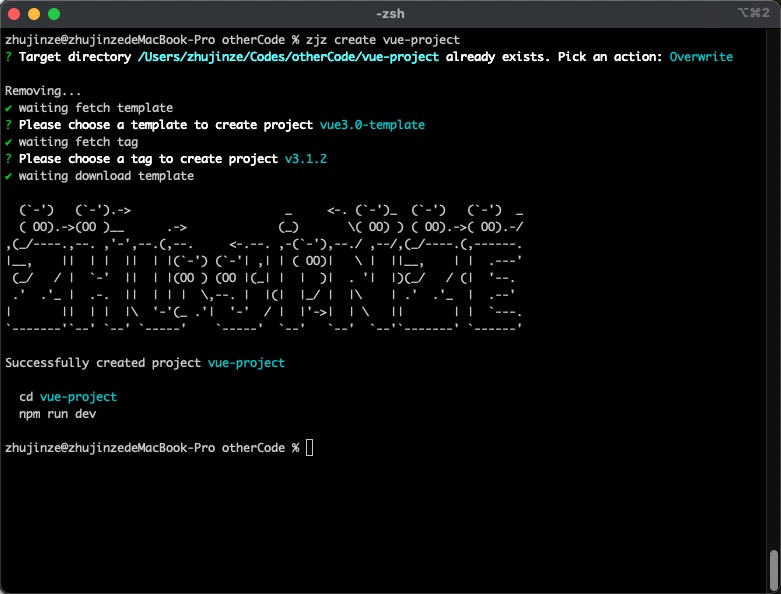 -zsh
⌥⌘2
zhujinze@zhujinzedeMacBook-Pro otherCode % zjz create vue-project
? Target directory /Users/zhujinze/Codes/otherCode/vue-project already exists. Pick an action: Overwrite
Removing...
✔ waiting fetch template
? Please choose a template to create project vue3.0-template
✔ waiting fetch tag
? Please choose a tag to create project v3.1.2
✔ waiting download template
ZHUJINZE
Successfully created project vue-project
cd vue-project
npm run dev
zhujinze@zhujinzedeMacBook-Pro otherCode %